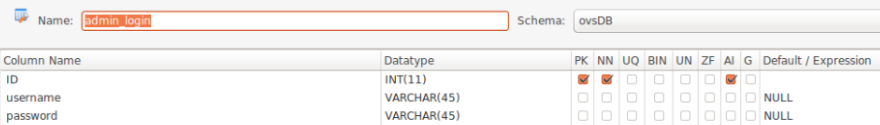 Name: admin_login Schema: ovsDB
Column Name Datatype PK NN UQ BIN UN ZF AI G Default / Expression
ID INT(11)
username VARCHAR(45) NULL
password VARCHAR(45) NULL